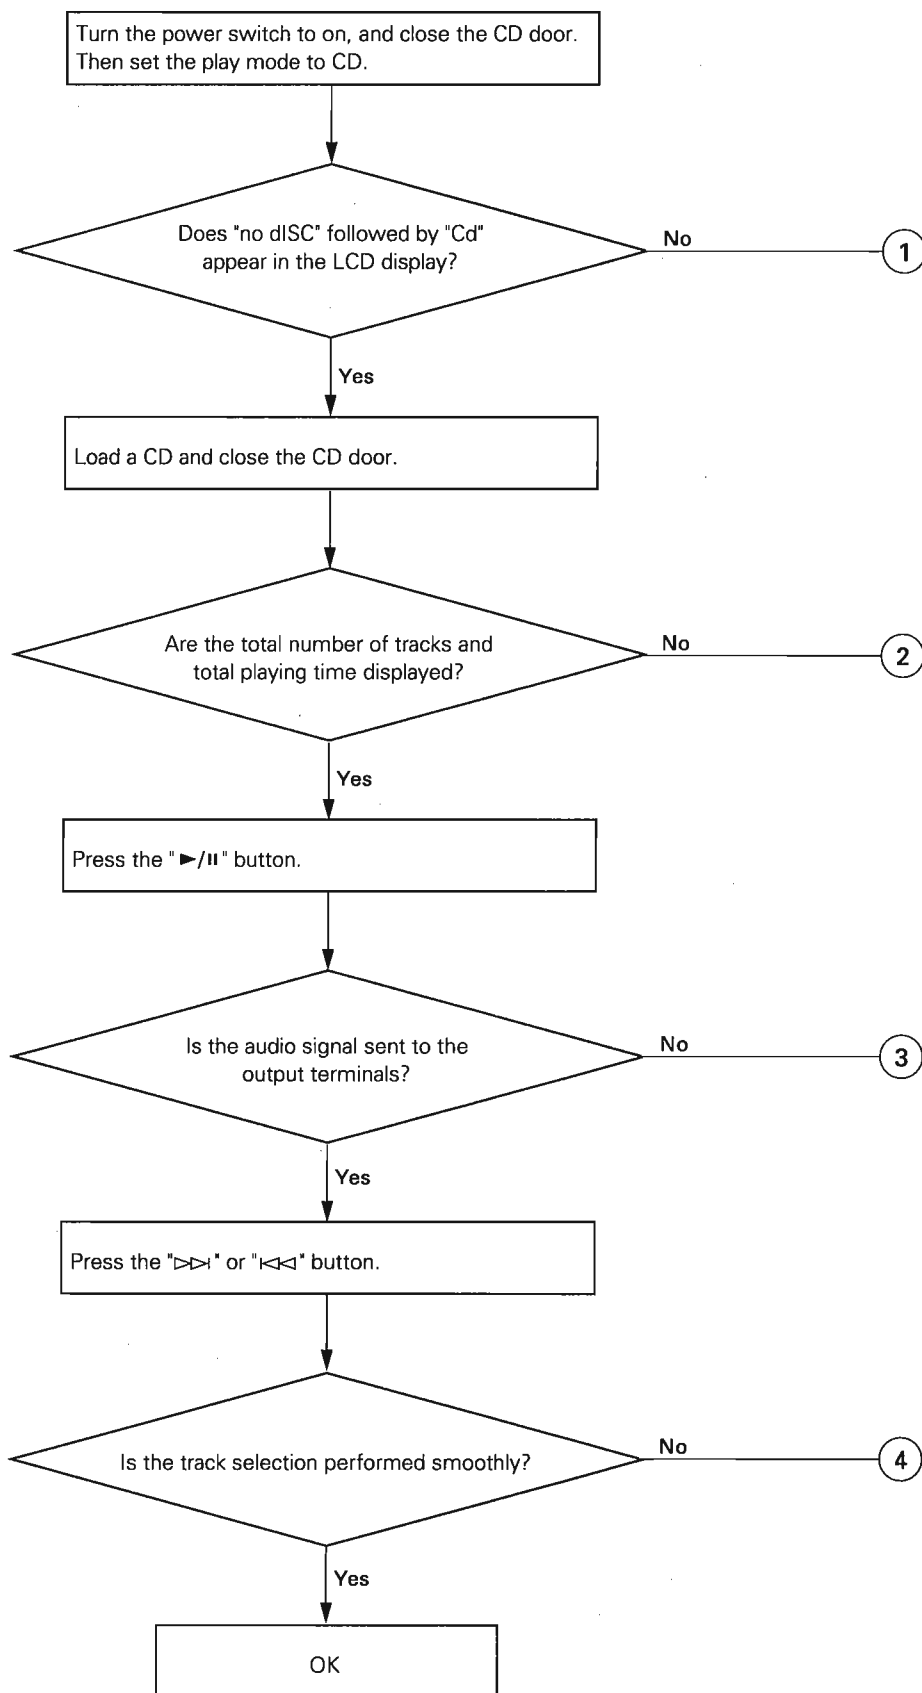 Turn the power switch to on, and close the CD door.
Then set the play mode to CD.
Does "no dISC" followed by "Cd"
appear in the LCD display?
No
1
Yes
Load a CD and close the CD door.
Are the total number of tracks and
total playing time displayed?
No
2
Yes
Press the "►/II" button.
Is the audio signal sent to the
output terminals?
No
3
Yes
Press the "▷▷I" or "I◁◁" button.
Is the track selection performed smoothly?
No
4
Yes
OK